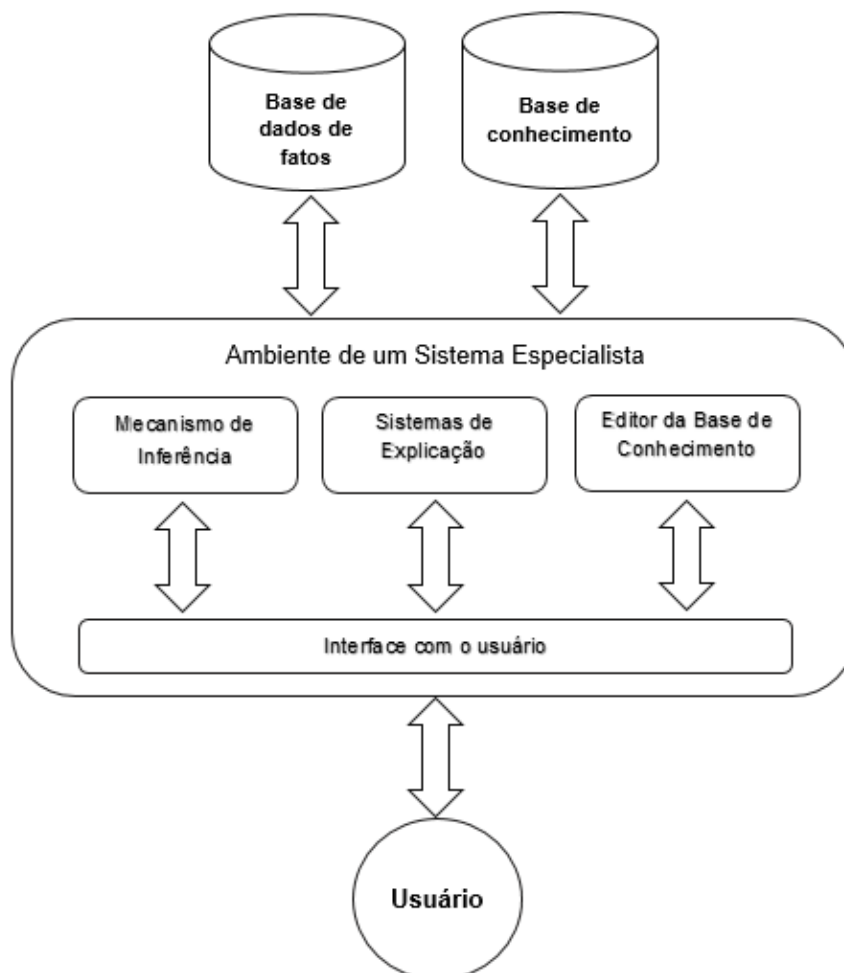 Base de
dados de
fatos
Base de
conhecimento
Ambiente de um Sistema Especialista
Mecanismo de
Inferência
Sistemas de
Explicação
Editor da Base de
Conhecimento
Interface com o usuário
Usuário